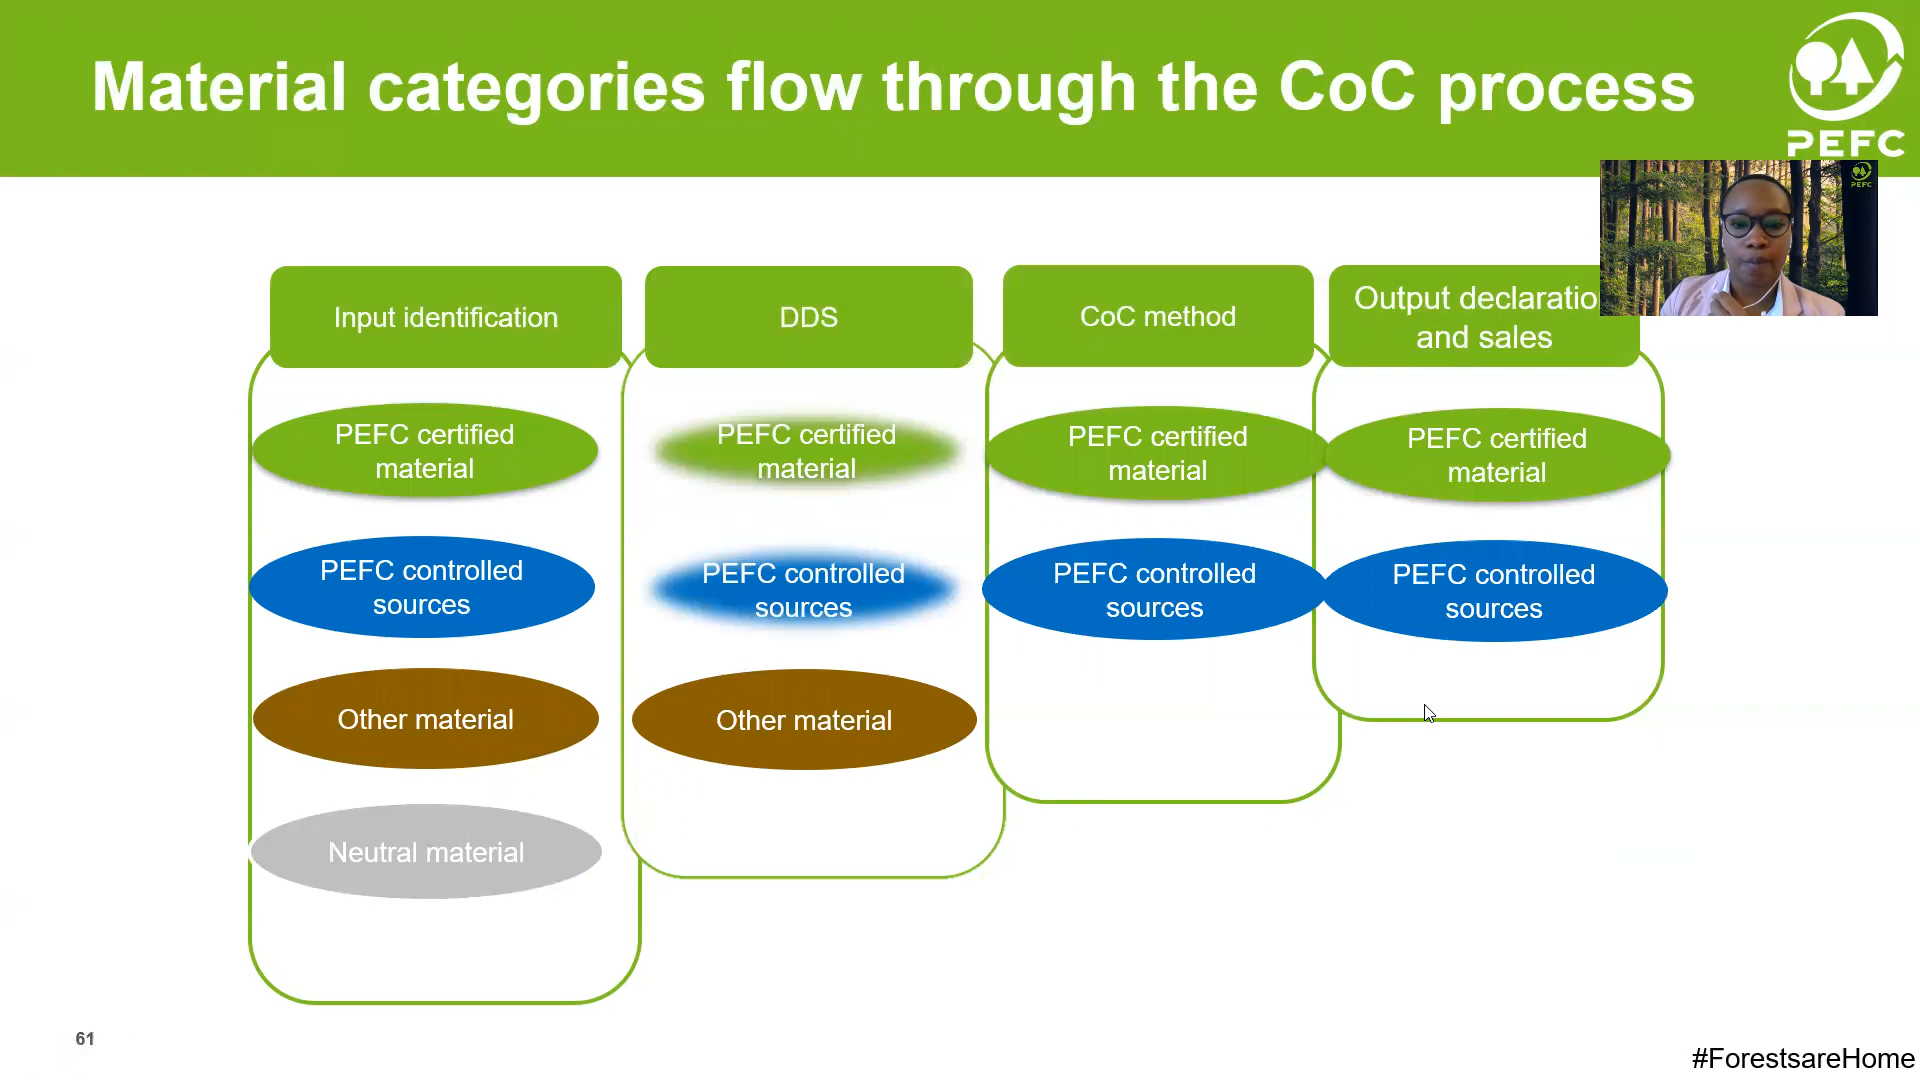 Material categories flow through the CoC process
PEFC
PEFC
Input identification
DDS
CoC method
Output declaratio
and sales
PEFC certified
material
PEFC certified
material
PEFC certified
material
PEFC certified
material
PEFC controlled
sources
PEFC controlled
sources
PEFC controlled
sources
PEFC controlled
sources
Other material
Other material
Neutral material
61
#ForestsareHome